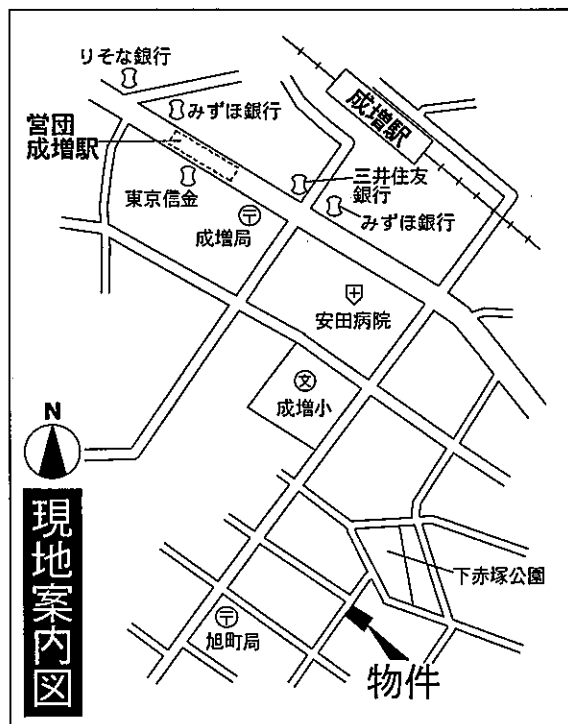 りそな銀行
みずほ銀行
営団
成増駅
東京信金
成増局
成増駅
三井住友
銀行
みずほ銀行
安田病院
文
成増小
N
現地案内図
下赤塚公園
旭町局
物件